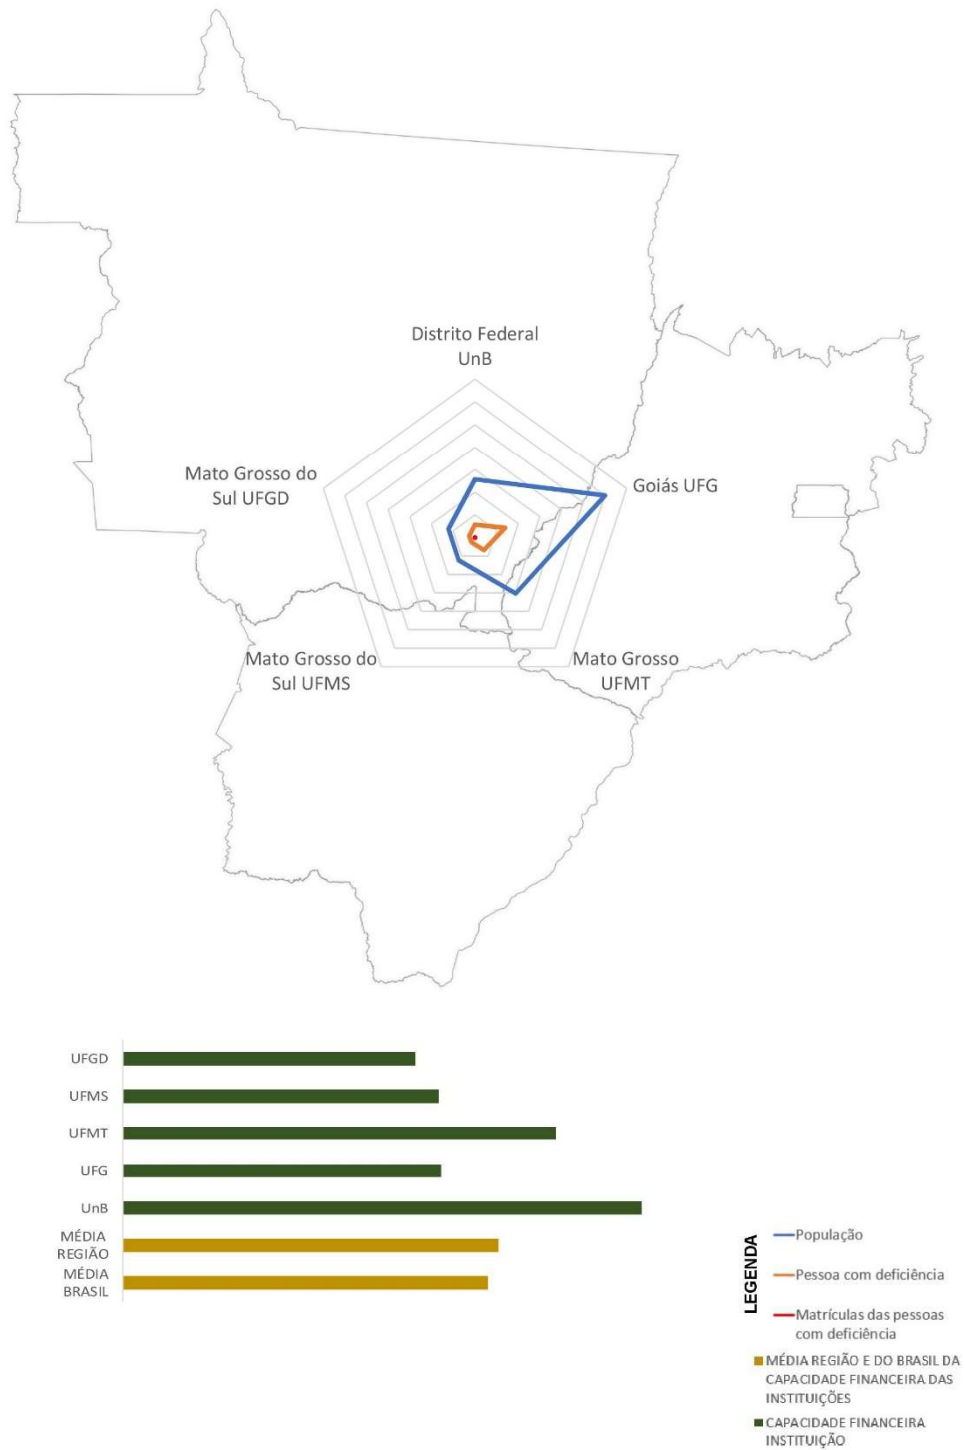 Distrito Federal
UnB
Mato Grosso do
Sul UFGD
Goiás UFG
Mato Grosso do
Sul UFMS
Mato Grosso
UFMT
UFGD
UFMS
UFMT
UFG
UnB
MÉDIA
REGIÃO
MÉDIA
BRASIL
LEGENDA
População
Pessoa com deficiência
Matrículas das pessoas
com deficiência
MÉDIA REGIÃO E DO BRASIL DA
CAPACIDADE FINANCEIRA DAS
INSTITUIÇÕES
CAPACIDADE FINANCEIRA
INSTITUIÇÃO